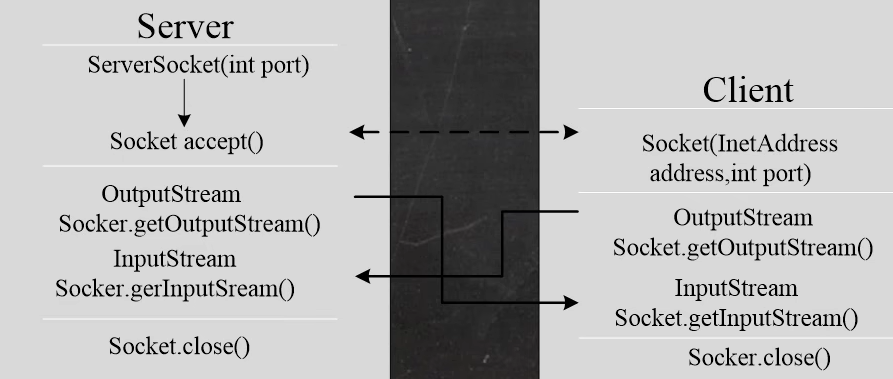 Server
ServerSocket(int port)
Socket accept()
OutputStream
Socker.getOutputStream()
InputStream
Socker.gerInputSream()
Socket.close()
Client
Socket(InetAddress
address,int port)
OutputStream
Socket.getOutputStream()
InputStream
Socket.getInputStream()
Socker.close()